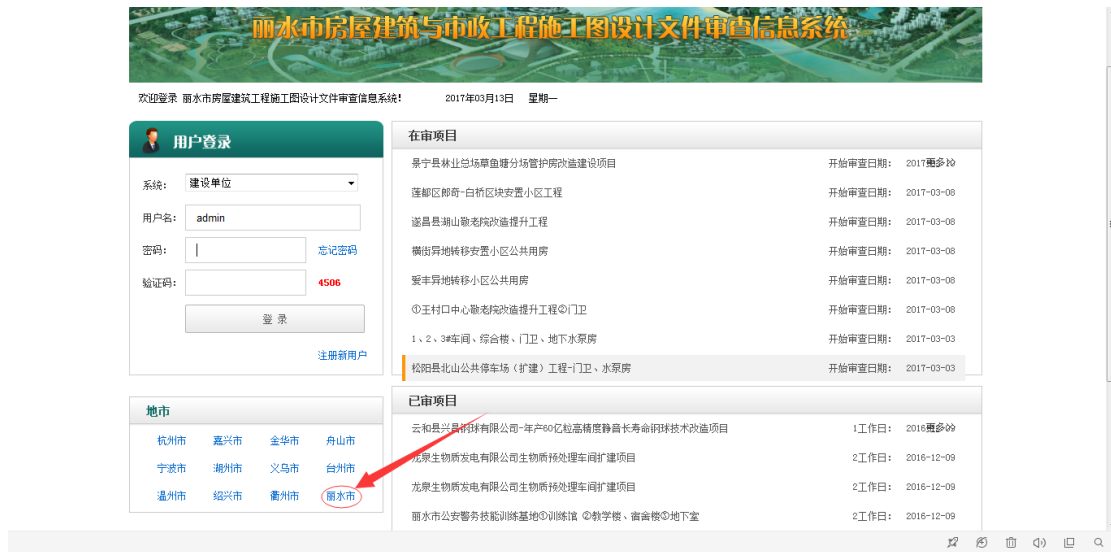 丽水市房屋建筑与市政工程施工图设计文件审查信息系统
欢迎登录 丽水市房屋建筑工程施工图设计文件审查信息系统! 2017年03月13日 星期一
用户登录
系统: 建设单位
用户名: admin
密码: 忘记密码
验证码: 4506
登 录
注册新用户
地市
杭州市 嘉兴市 金华市 舟山市
宁波市 湖州市 义乌市 台州市
温州市 绍兴市 衢州市 丽水市
在审项目
景宁县林业总场草鱼塘分场管护房改造建设项目 开始审查日期: 2017更多>>
莲都区郎奇-白桥区块安置小区工程 开始审查日期: 2017-03-08
遂昌县湖山敬老院改造提升工程 开始审查日期: 2017-03-08
横街异地转移安置小区公共用房 开始审查日期: 2017-03-08
爱丰异地转移小区公共用房 开始审查日期: 2017-03-08
①王村口中心敬老院改造提升工程②门卫 开始审查日期: 2017-03-08
1、2、3#车间、综合楼、门卫、地下水泵房 开始审查日期: 2017-03-03
松阳县北山公共停车场（扩建）工程-门卫、水泵房 开始审查日期: 2017-03-03
已审项目
云和县兴昌钢球有限公司-年产60亿粒高精度静音长寿命钢球技术改造项目 1工作日: 2016更多>>
龙泉生物质发电有限公司生物质预处理车间扩建项目 2工作日: 2016-12-09
龙泉生物质发电有限公司生物质预处理车间扩建项目 2工作日: 2016-12-09
丽水市公安警务技能训练基地①训练馆 ②教学楼、宿舍楼③地下室 2工作日: 2016-12-09